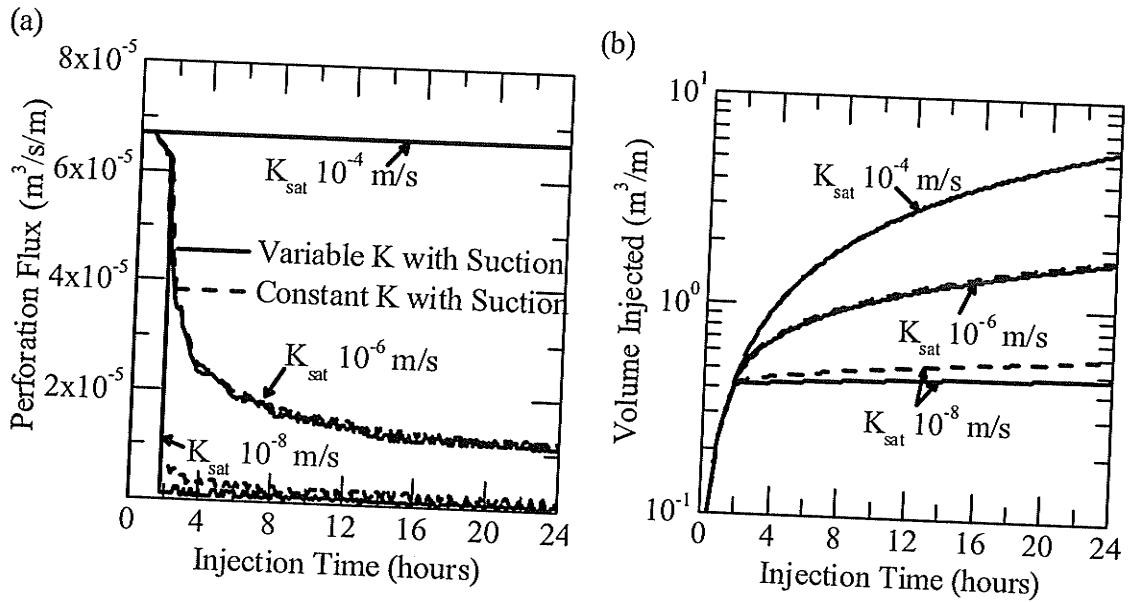 (a)
8x10⁻⁵
6x10⁻⁵
4x10⁻⁵
2x10⁻⁵
Perforation Flux (m³/s/m)
K_sat 10⁻⁴ m/s
Variable K with Suction
Constant K with Suction
K_sat 10⁻⁶ m/s
K_sat 10⁻⁸ m/s
0 4 8 12 16 20 24
Injection Time (hours)
(b)
10¹
10⁰
10⁻¹
Volume Injected (m³/m)
K_sat 10⁻⁴ m/s
K_sat 10⁻⁶ m/s
K_sat 10⁻⁸ m/s
0 4 8 12 16 20 24
Injection Time (hours)